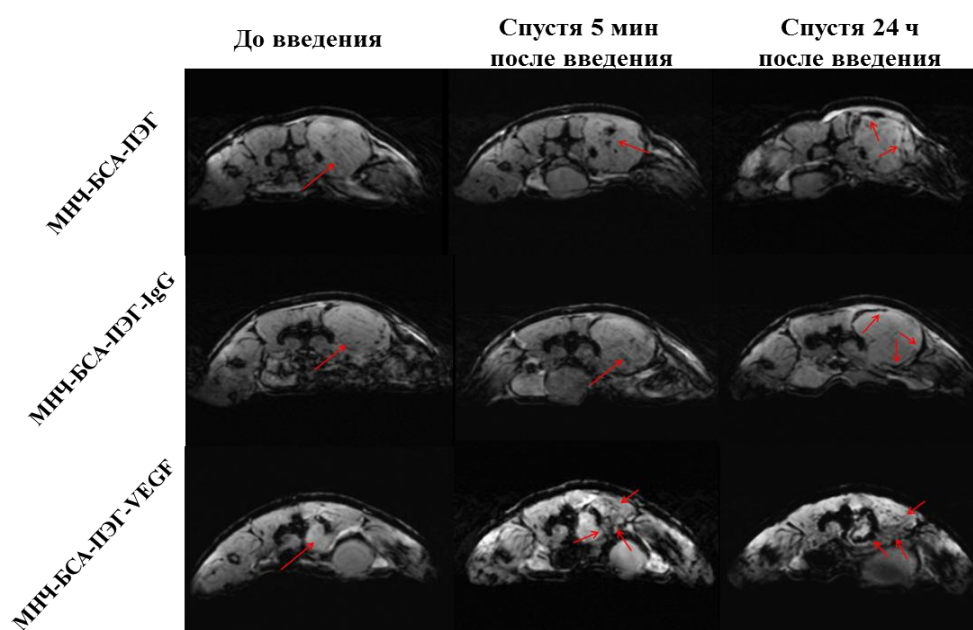 До введения
Спустя 5 мин
после введения
Спустя 24 ч
после введения
МНЧ-БСА-ПЭГ
МНЧ-БСА-ПЭГ-IgG
МНЧ-БСА-ПЭГ-VEGF